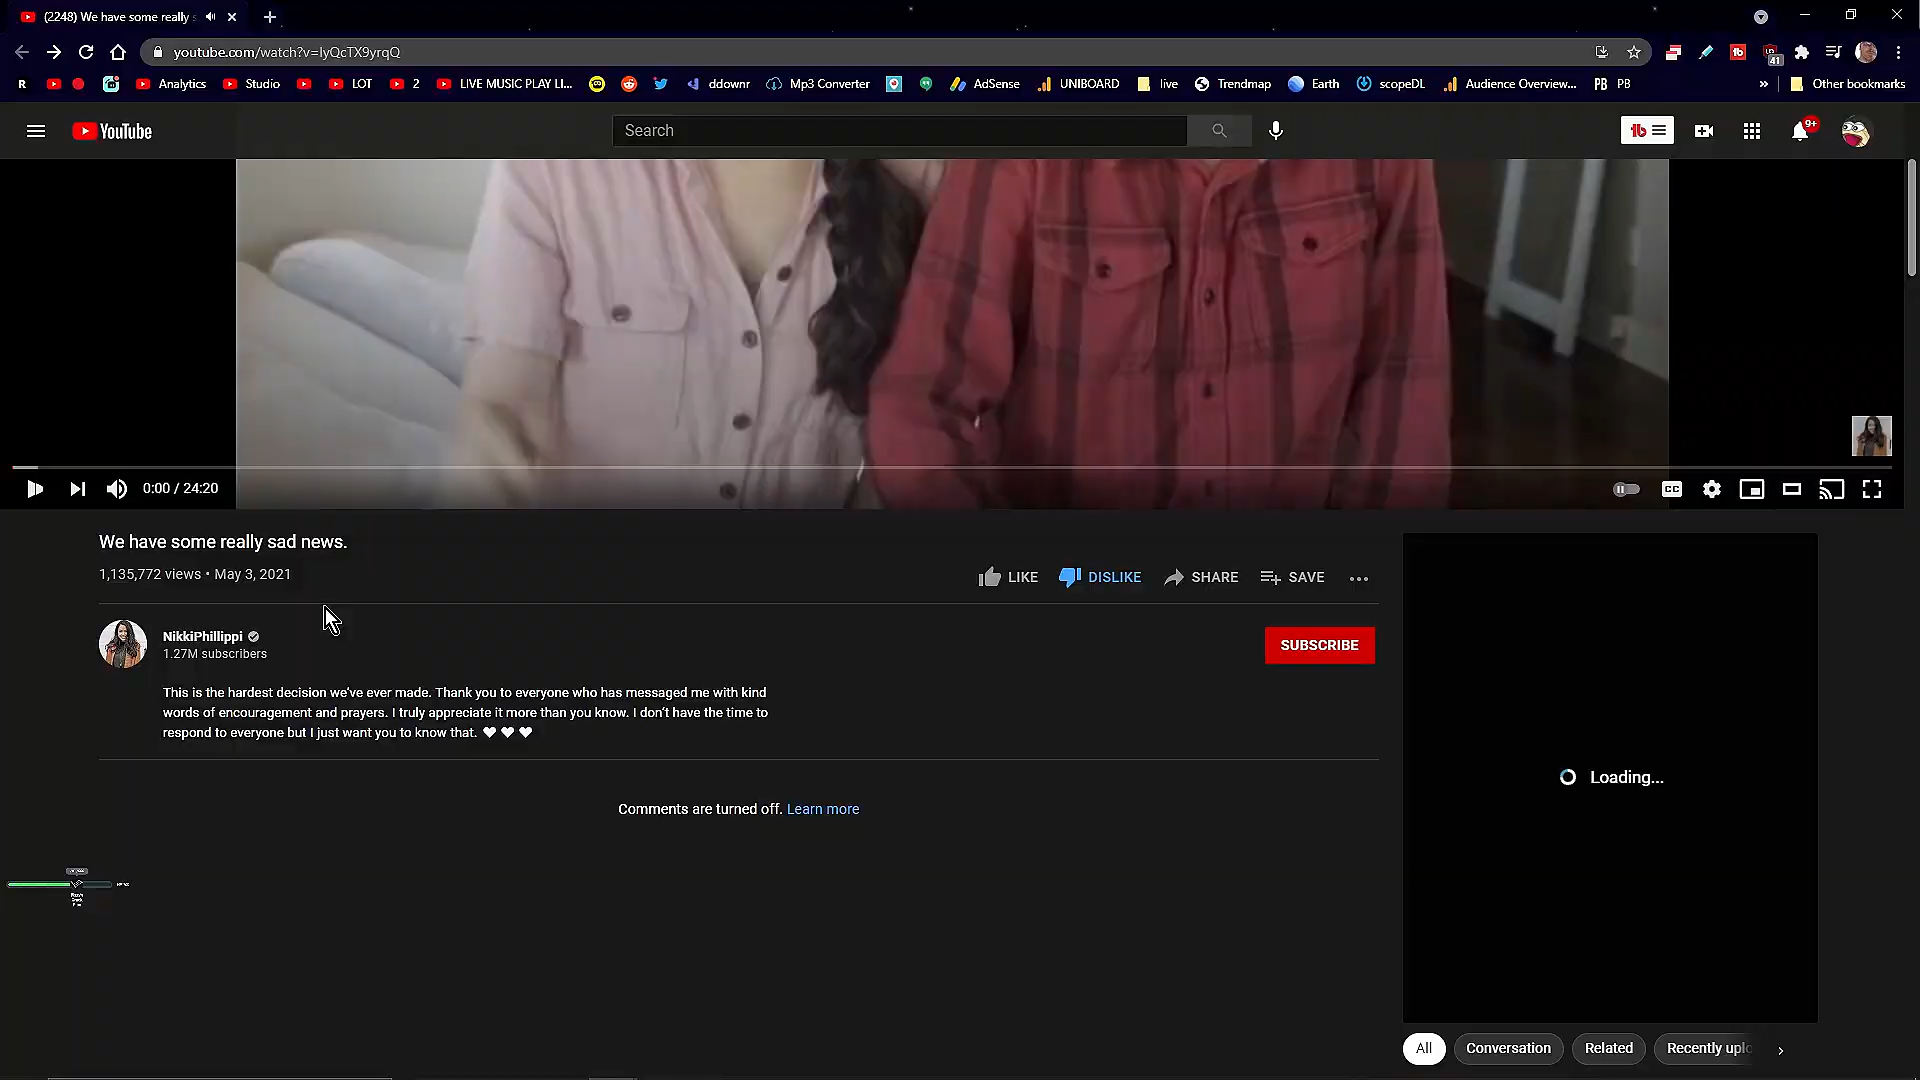 (2248) We have some really s
youtube.com/watch?v=lyQcTX9yrqQ
41
R
Analytics
Studio
LOT
2
LIVE MUSIC PLAY LI...
ddownr
Mp3 Converter
AdSense
UNIBOARD
live
Trendmap
Earth
scopeDL
Audience Overview...
PB PB
»
Other bookmarks
YouTube
Search
9+
0:00 / 24:20
CC
We have some really sad news.
1,135,772 views • May 3, 2021
LIKE
DISLIKE
SHARE
SAVE
NikkiPhillippi
1.27M subscribers
SUBSCRIBE
This is the hardest decision we've ever made. Thank you to everyone who has messaged me with kind
words of encouragement and prayers. I truly appreciate it more than you know. I don't have the time to
respond to everyone but I just want you to know that. ♥ ♥ ♥
Loading...
Comments are turned off. Learn more
All
Conversation
Related
Recently uplo